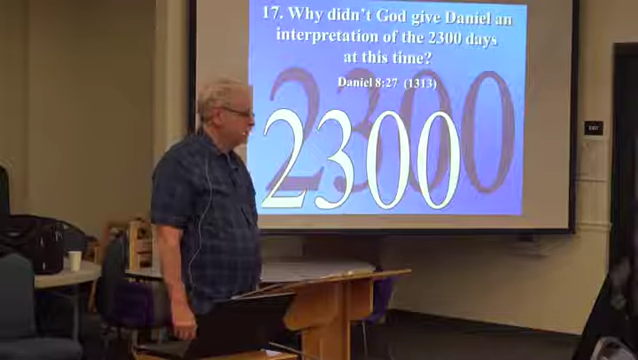 17. Why didn't God give Daniel an
interpretation of the 2300 days
at this time?
Daniel 8:27 (1313)
2300
EXIT